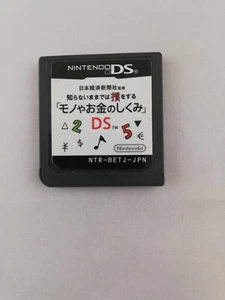 NINTENDO DS
日本経済新聞社監修
知らないままでは損をする
「モノやお金のしくみ」
△ 2 DS™ 5 ▼
¥ $ ♪ €
Nintendo
NTR-BETJ-JPN